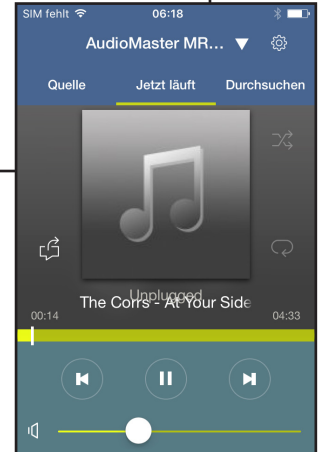 SIM fehlt 06:18
AudioMaster MR...
Quelle Jetzt läuft Durchsuchen
Unplugged
The Corrs - At Your Side
00:14 04:33